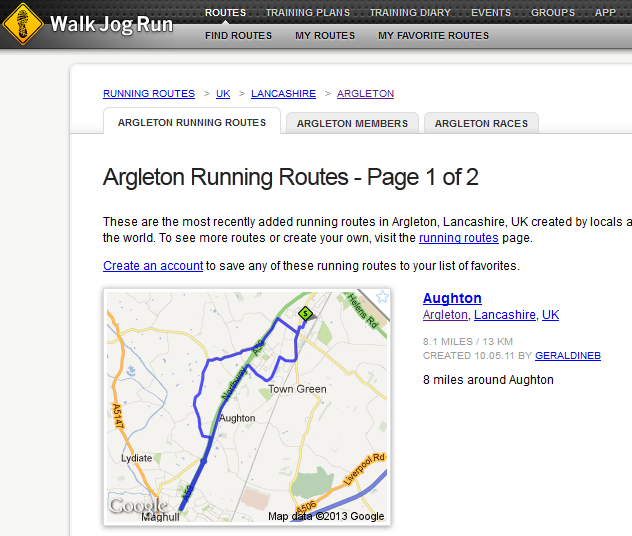 Walk Jog Run
ROUTES TRAINING PLANS TRAINING DIARY EVENTS GROUPS APP
FIND ROUTES MY ROUTES MY FAVORITE ROUTES
RUNNING ROUTES > UK > LANCASHIRE > ARGLETON
ARGLETON RUNNING ROUTES ARGLETON MEMBERS ARGLETON RACES
Argleton Running Routes - Page 1 of 2
These are the most recently added running routes in Argleton, Lancashire, UK created by locals a
the world. To see more routes or create your own, visit the running routes page.
Create an account to save any of these running routes to your list of favorites.
Aughton
Argleton, Lancashire, UK
8.1 MILES / 13 KM
CREATED 10.05.11 BY GERALDINEB
8 miles around Aughton
S
Helens Rd
A59
Northway
Town Green
A5147
Aughton
Lydiate
Liverpool Rd
A59
A506
Google
Maghull
Map data ©2013 Google